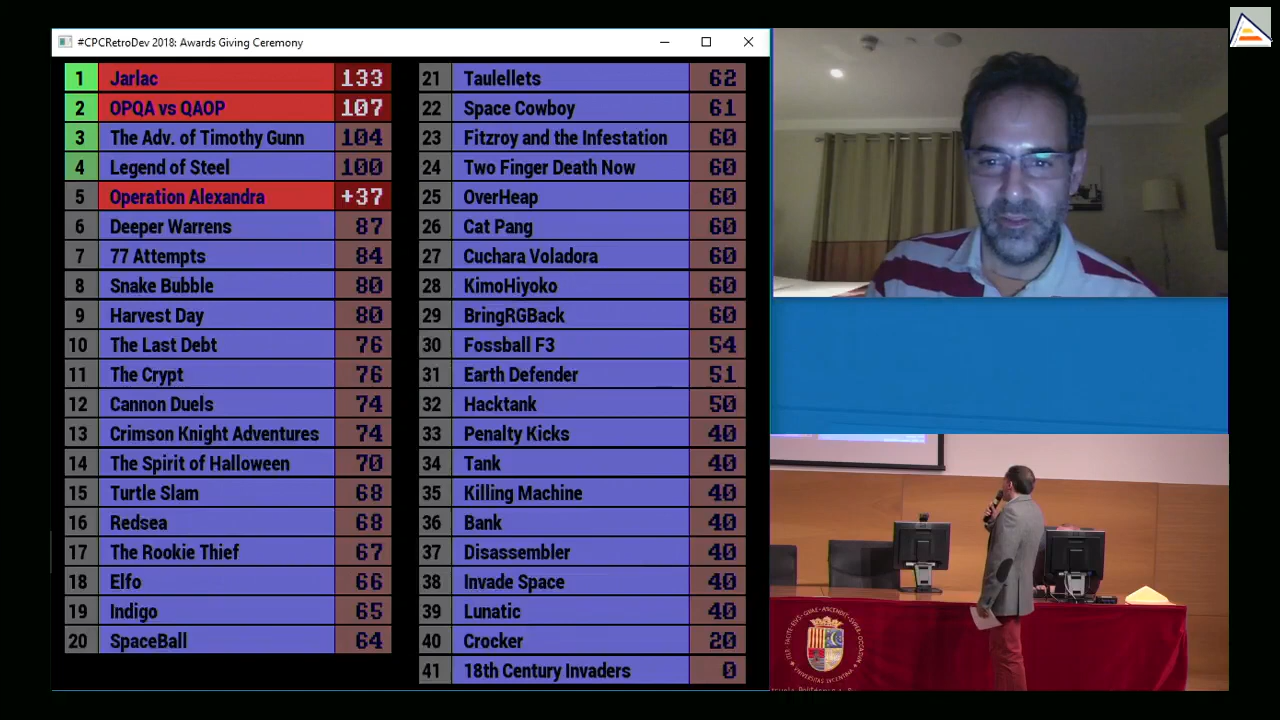 #CPCRetroDev 2018: Awards Giving Ceremony
1 Jarlac 133
2 OPQA vs QAOP 107
3 The Adv. of Timothy Gunn 104
4 Legend of Steel 100
5 Operation Alexandra +37
6 Deeper Warrens 87
7 77 Attempts 84
8 Snake Bubble 80
9 Harvest Day 80
10 The Last Debt 76
11 The Crypt 76
12 Cannon Duels 74
13 Crimson Knight Adventures 74
14 The Spirit of Halloween 70
15 Turtle Slam 68
16 Redsea 68
17 The Rookie Thief 67
18 Elfo 66
19 Indigo 65
20 SpaceBall 64
21 Taulellets 62
22 Space Cowboy 61
23 Fitzroy and the Infestation 60
24 Two Finger Death Now 60
25 OverHeap 60
26 Cat Pang 60
27 Cuchara Voladora 60
28 KimoHiyoko 60
29 BringRGBack 60
30 Fossball F3 54
31 Earth Defender 51
32 Hacktank 50
33 Penalty Kicks 40
34 Tank 40
35 Killing Machine 40
36 Bank 40
37 Disassembler 40
38 Invade Space 40
39 Lunatic 40
40 Crocker 20
41 18th Century Invaders 0